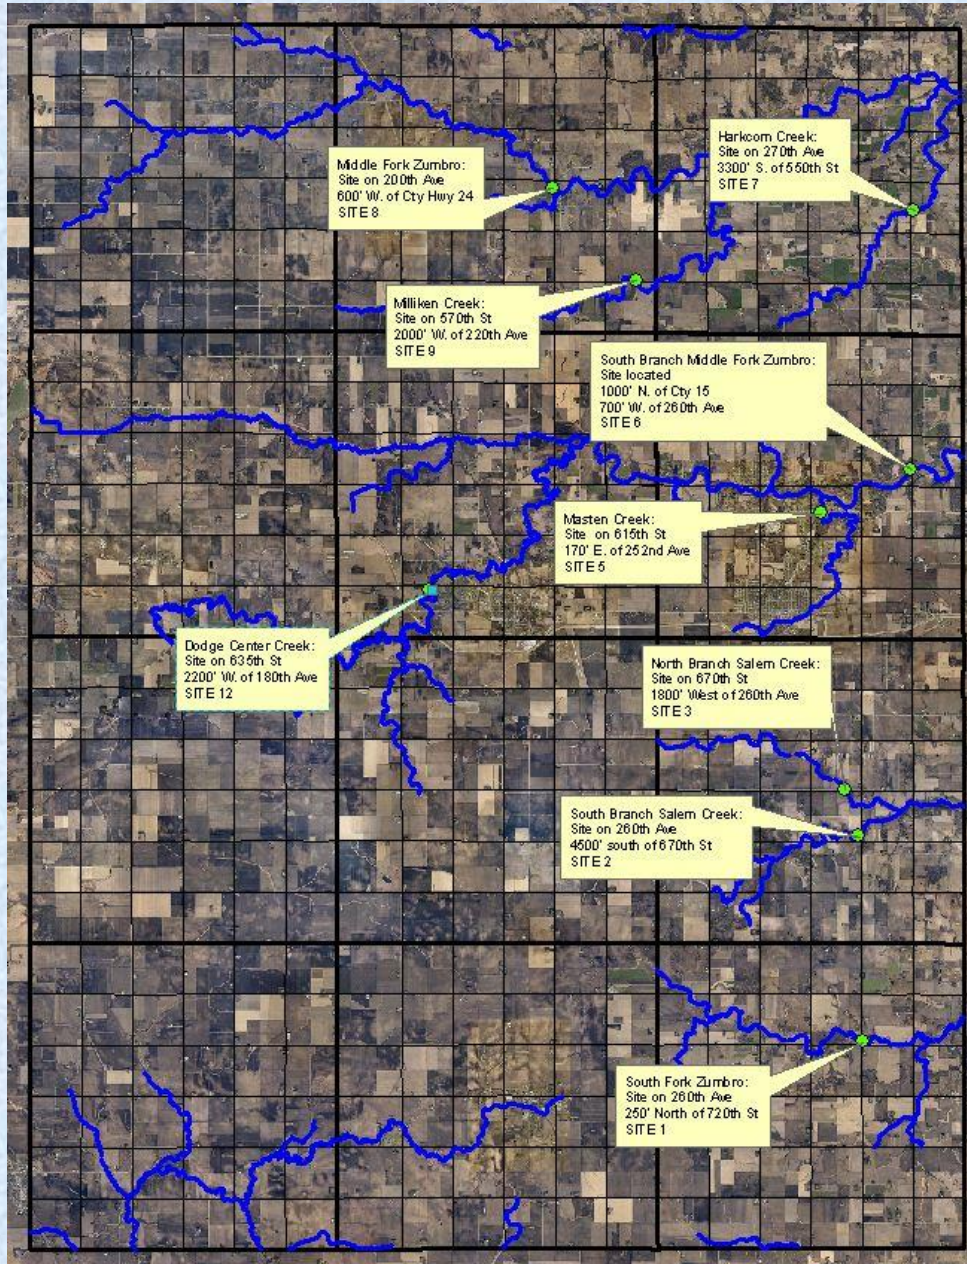 Harkcom Creek:
Site on 270th Ave
3300' S. of 550th St
SITE 7
Middle Fork Zumbro:
Site on 200th Ave
600' W. of Cty Hwy 24
SITE 8
Milliken Creek:
Site on 570th St
2000' W. of 220th Ave
SITE 9
South Branch Middle Fork Zumbro:
Site located
1000' N. of Cty 15
700' W. of 260th Ave
SITE 6
Masten Creek:
Site on 615th St
170' E. of 252nd Ave
SITE 5
Dodge Center Creek:
Site on 635th St
2200' W. of 180th Ave
SITE 12
North Branch Salem Creek:
Site on 670th St
1800' West of 260th Ave
SITE 3
South Branch Salem Creek:
Site on 260th Ave
4500' south of 670th St
SITE 2
South Fork Zumbro:
Site on 260th Ave
250' North of 720th St
SITE 1